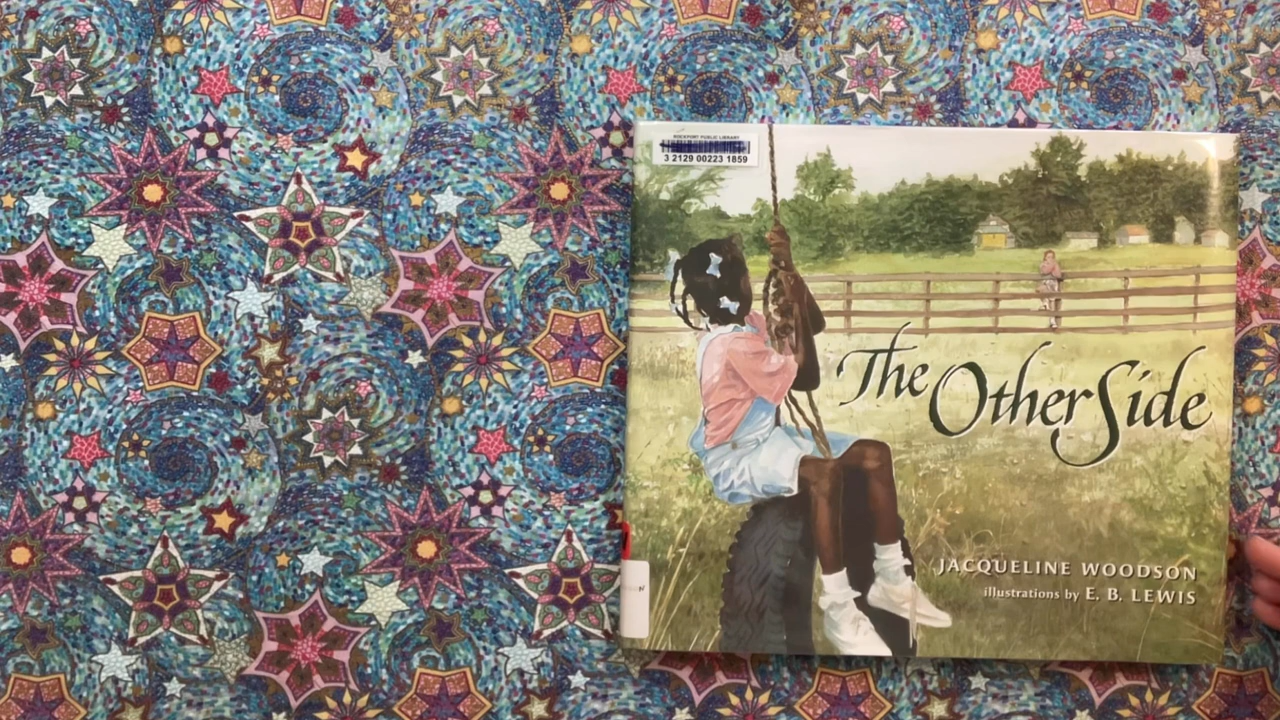 ROCKPORT PUBLIC LIBRARY
3 2129 00223 1859
The Other Side
JACQUELINE WOODSON
illustrations by E. B. LEWIS